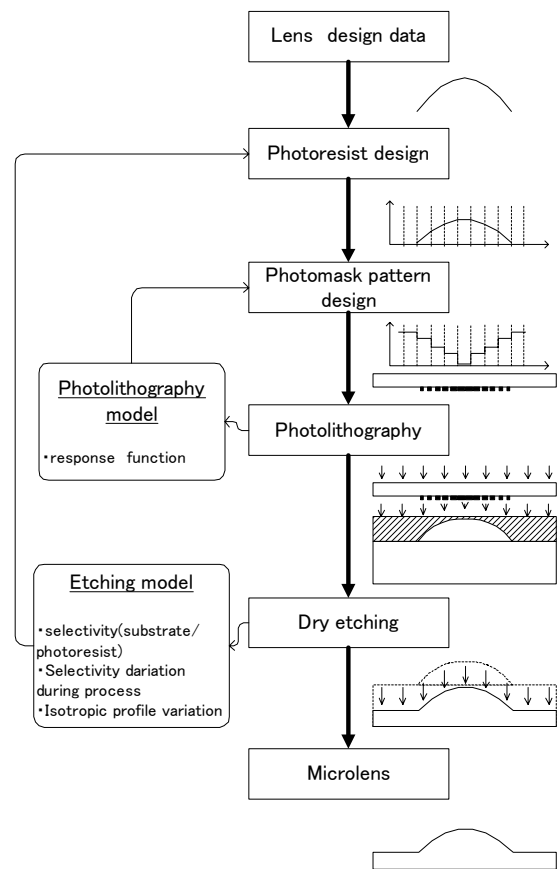 Lens design data
Photoresist design
Photomask pattern
design
Photolithography
model
・response function
Photolithography
Etching model
・selectivity(substrate/
photoresist)
・Selectivity dariation
during process
・Isotropic profile variation
Dry etching
Microlens